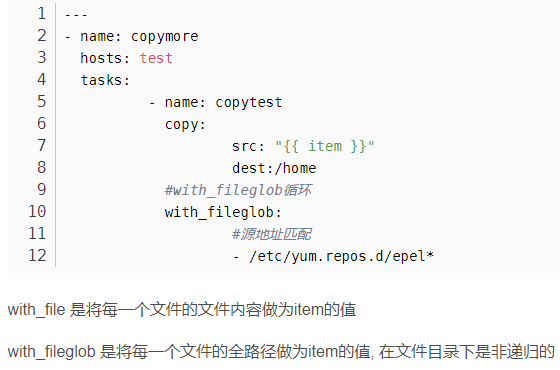 1 ---
2 - name: copymore
3   hosts: test
4   tasks:
5           - name: copytest
6             copy:
7                     src: "{{ item }}"
8                     dest:/home
9             #with_fileglob循环
10             with_fileglob:
11                     #源地址匹配
12                     - /etc/yum.repos.d/epel*
with_file 是将每一个文件的文件内容做为item的值
with_fileglob 是将每一个文件的全路径做为item的值, 在文件目录下是非递归的